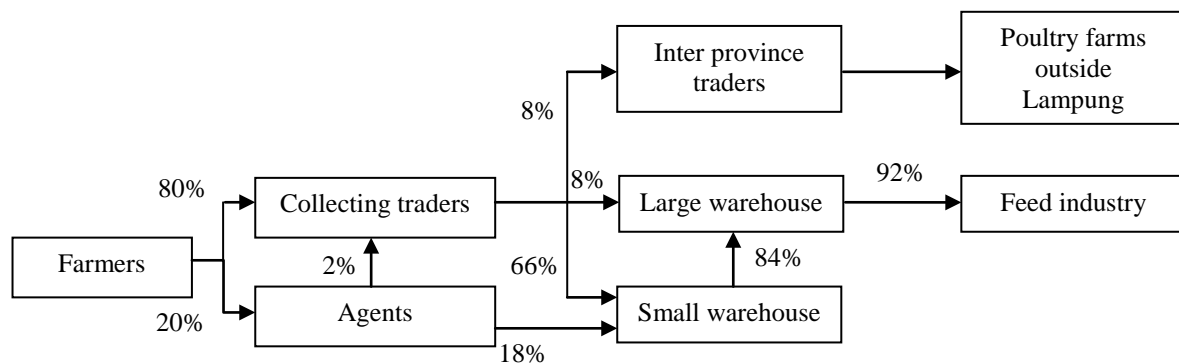 Inter province
traders
Poultry farms
outside
Lampung
8%
80%
Collecting traders
8%
Large warehouse
92%
Feed industry
Farmers
2%
66%
84%
20%
Agents
18%
Small warehouse